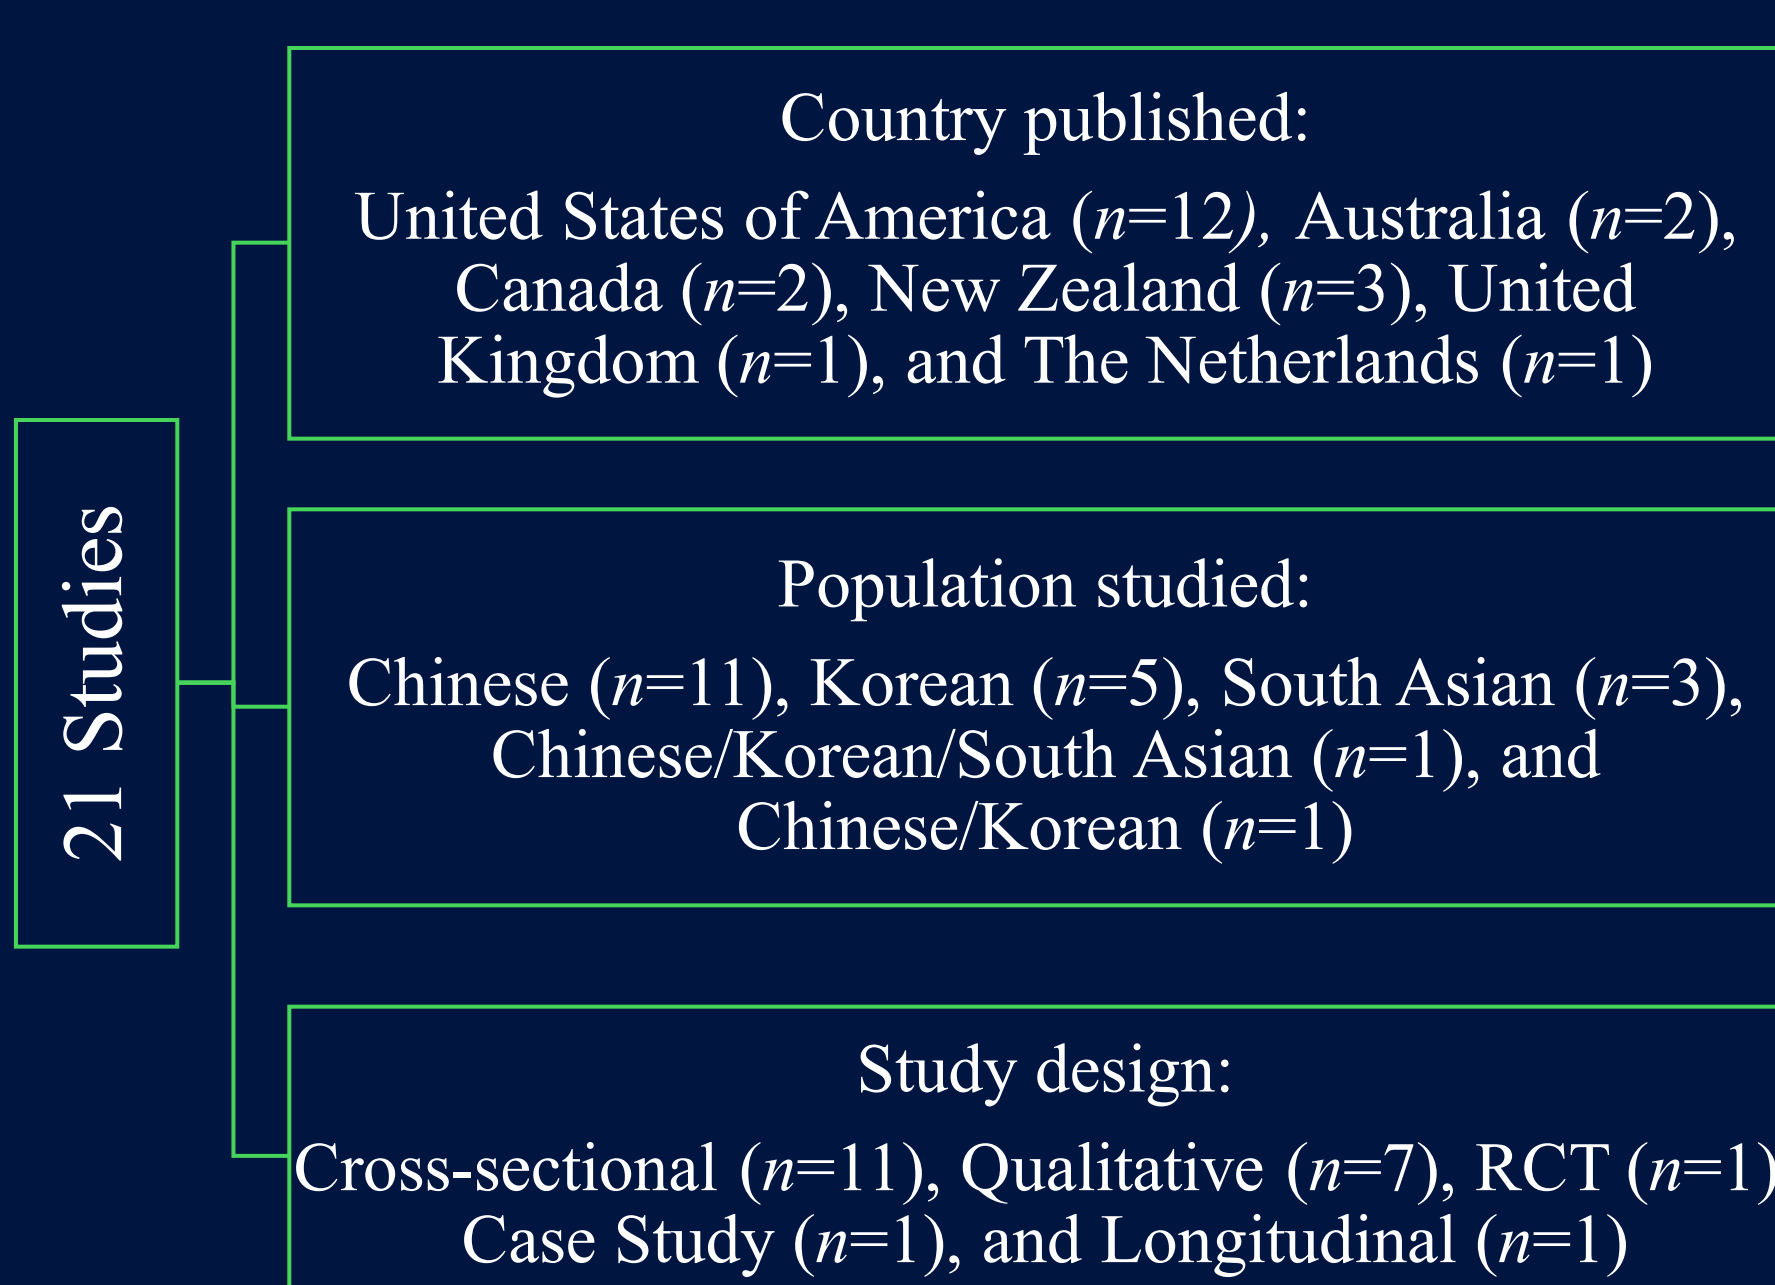 21 Studies
Country published:
United States of America (n=12), Australia (n=2),
Canada (n=2), New Zealand (n=3), United
Kingdom (n=1), and The Netherlands (n=1)
Population studied:
Chinese (n=11), Korean (n=5), South Asian (n=3),
Chinese/Korean/South Asian (n=1), and
Chinese/Korean (n=1)
Study design:
Cross-sectional (n=11), Qualitative (n=7), RCT (n=1)
Case Study (n=1), and Longitudinal (n=1)